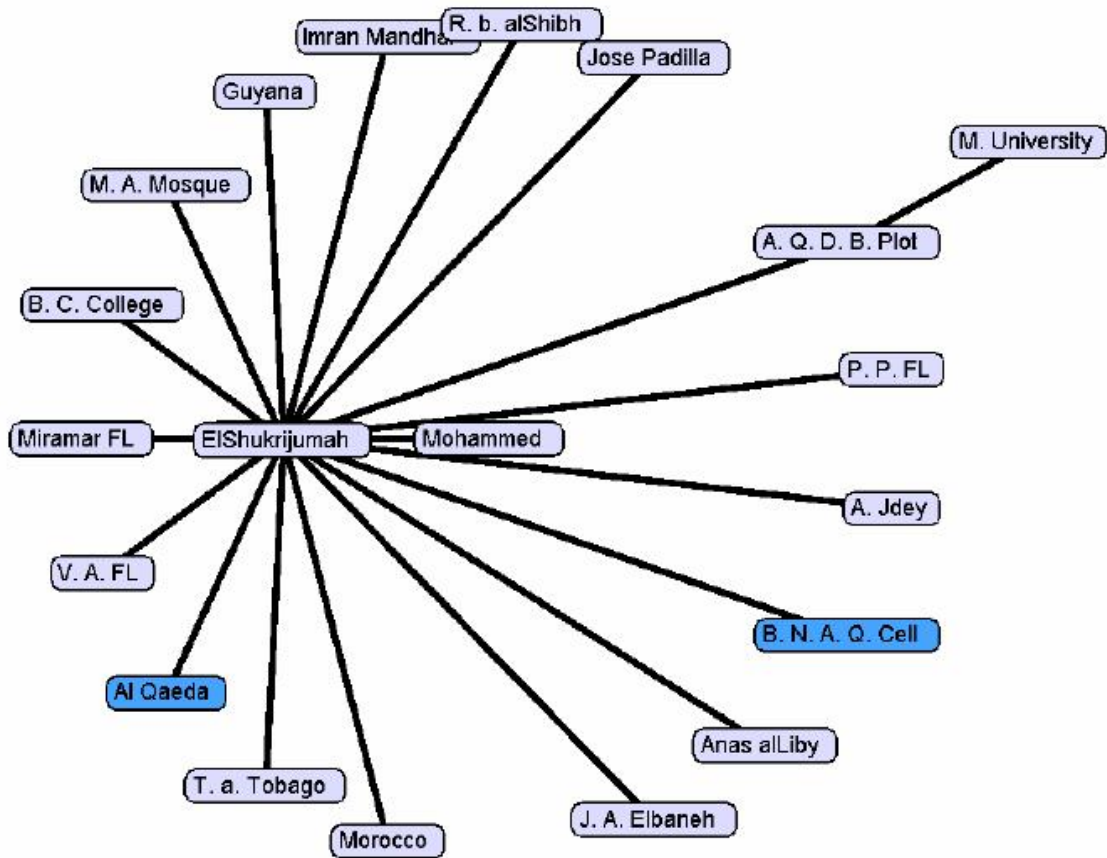 R. b. alShibh
Imran Mandhar
Jose Padilla
Guyana
M. University
M. A. Mosque
A. Q. D. B. Plot
B. C. College
P. P. FL
Miramar FL
ElShukrijumah
Mohammed
A. Jdey
V. A. FL
B. N. A. Q. Cell
Al Qaeda
Anas alLiby
T. a. Tobago
J. A. Elbaneh
Morocco